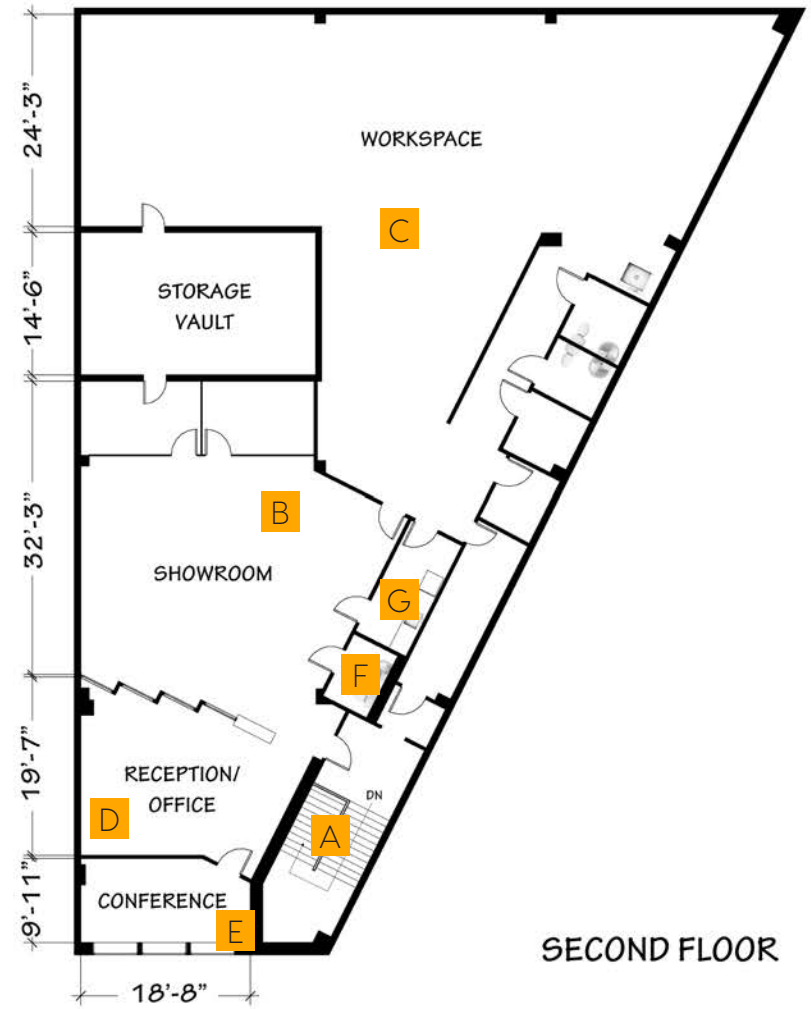 24'-3"
WORKSPACE
C
14'-6"
STORAGE
VAULT
32'-3"
B
SHOWROOM
G
F
19'-7"
RECEPTION/
OFFICE
DN
D
A
9'-11"
CONFERENCE
E
SECOND FLOOR
18'-8"